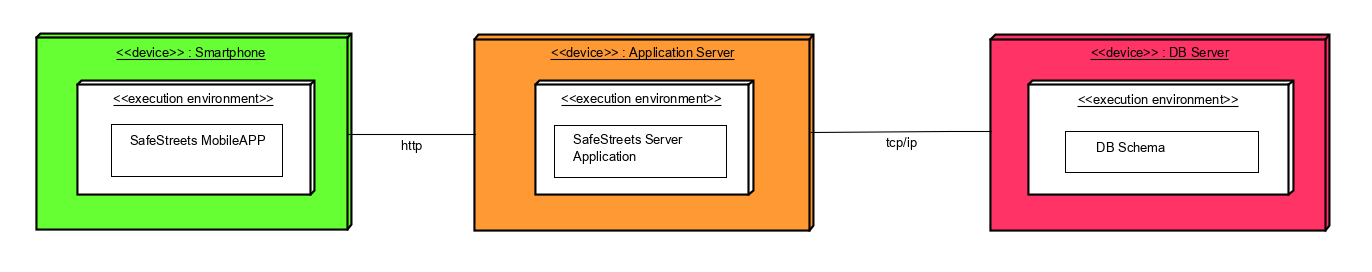 <<device>> : Smartphone
<<execution environment>>
SafeStreets MobileAPP
http
<<device>> : Application Server
<<execution environment>>
SafeStreets Server
Application
tcp/ip
<<device>> : DB Server
<<execution environment>>
DB Schema